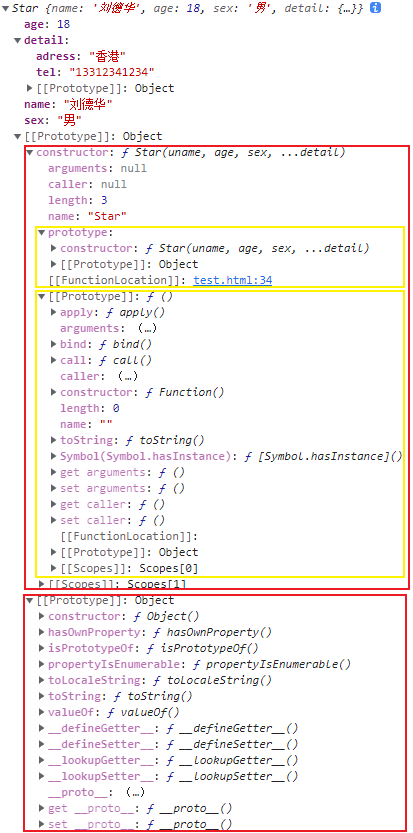 Star {name: '刘德华', age: 18, sex: '男', detail: {…}}
age: 18
detail:
adress: "香港"
tel: "13312341234"
[[Prototype]]: Object
name: "刘德华"
sex: "男"
[[Prototype]]: Object
constructor: ƒ Star(uname, age, sex, ...detail)
arguments: null
caller: null
length: 3
name: "Star"
prototype:
constructor: ƒ Star(uname, age, sex, ...detail)
[[Prototype]]: Object
[[FunctionLocation]]: test.html:34
[[Prototype]]: ƒ ()
apply: ƒ apply()
arguments: (…)
bind: ƒ bind()
call: ƒ call()
caller: (…)
constructor: ƒ Function()
length: 0
name: ""
toString: ƒ toString()
Symbol(Symbol.hasInstance): ƒ [Symbol.hasInstance]()
get arguments: ƒ ()
set arguments: ƒ ()
get caller: ƒ ()
set caller: ƒ ()
[[FunctionLocation]]:
[[Prototype]]: Object
[[Scopes]]: Scopes[0]
[[Scopes]]: Scopes[1]
[[Prototype]]: Object
constructor: ƒ Object()
hasOwnProperty: ƒ hasOwnProperty()
isPrototypeOf: ƒ isPrototypeOf()
propertyIsEnumerable: ƒ propertyIsEnumerable()
toLocaleString: ƒ toLocaleString()
toString: ƒ toString()
valueOf: ƒ valueOf()
__defineGetter__: ƒ __defineGetter__()
__defineSetter__: ƒ __defineSetter__()
__lookupGetter__: ƒ __lookupGetter__()
__lookupSetter__: ƒ __lookupSetter__()
__proto__: (…)
get __proto__: ƒ __proto__()
set __proto__: ƒ __proto__()